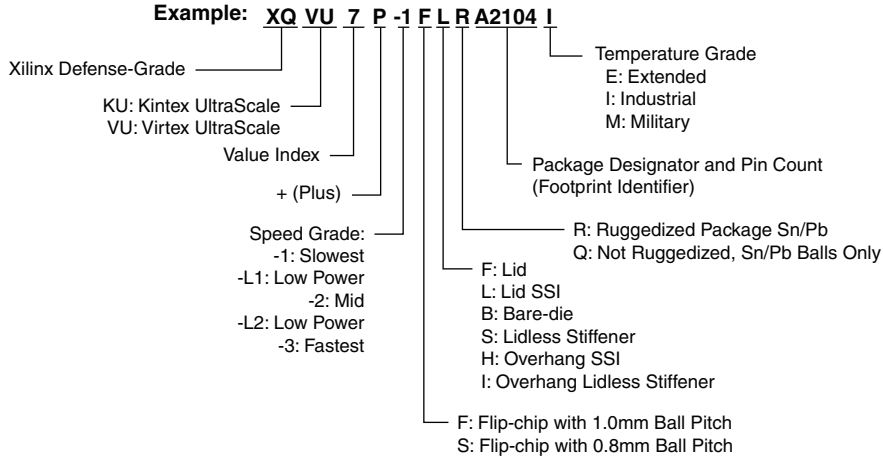 Example: XQ VU 7 P -1 F L R A2104 I
Xilinx Defense-Grade
KU: Kintex UltraScale
VU: Virtex UltraScale
Value Index
+ (Plus)
Speed Grade:
-1: Slowest
-L1: Low Power
-2: Mid
-L2: Low Power
-3: Fastest
Temperature Grade
E: Extended
I: Industrial
M: Military
Package Designator and Pin Count
(Footprint Identifier)
R: Ruggedized Package Sn/Pb
Q: Not Ruggedized, Sn/Pb Balls Only
F: Lid
L: Lid SSI
B: Bare-die
S: Lidless Stiffener
H: Overhang SSI
I: Overhang Lidless Stiffener
F: Flip-chip with 1.0mm Ball Pitch
S: Flip-chip with 0.8mm Ball Pitch